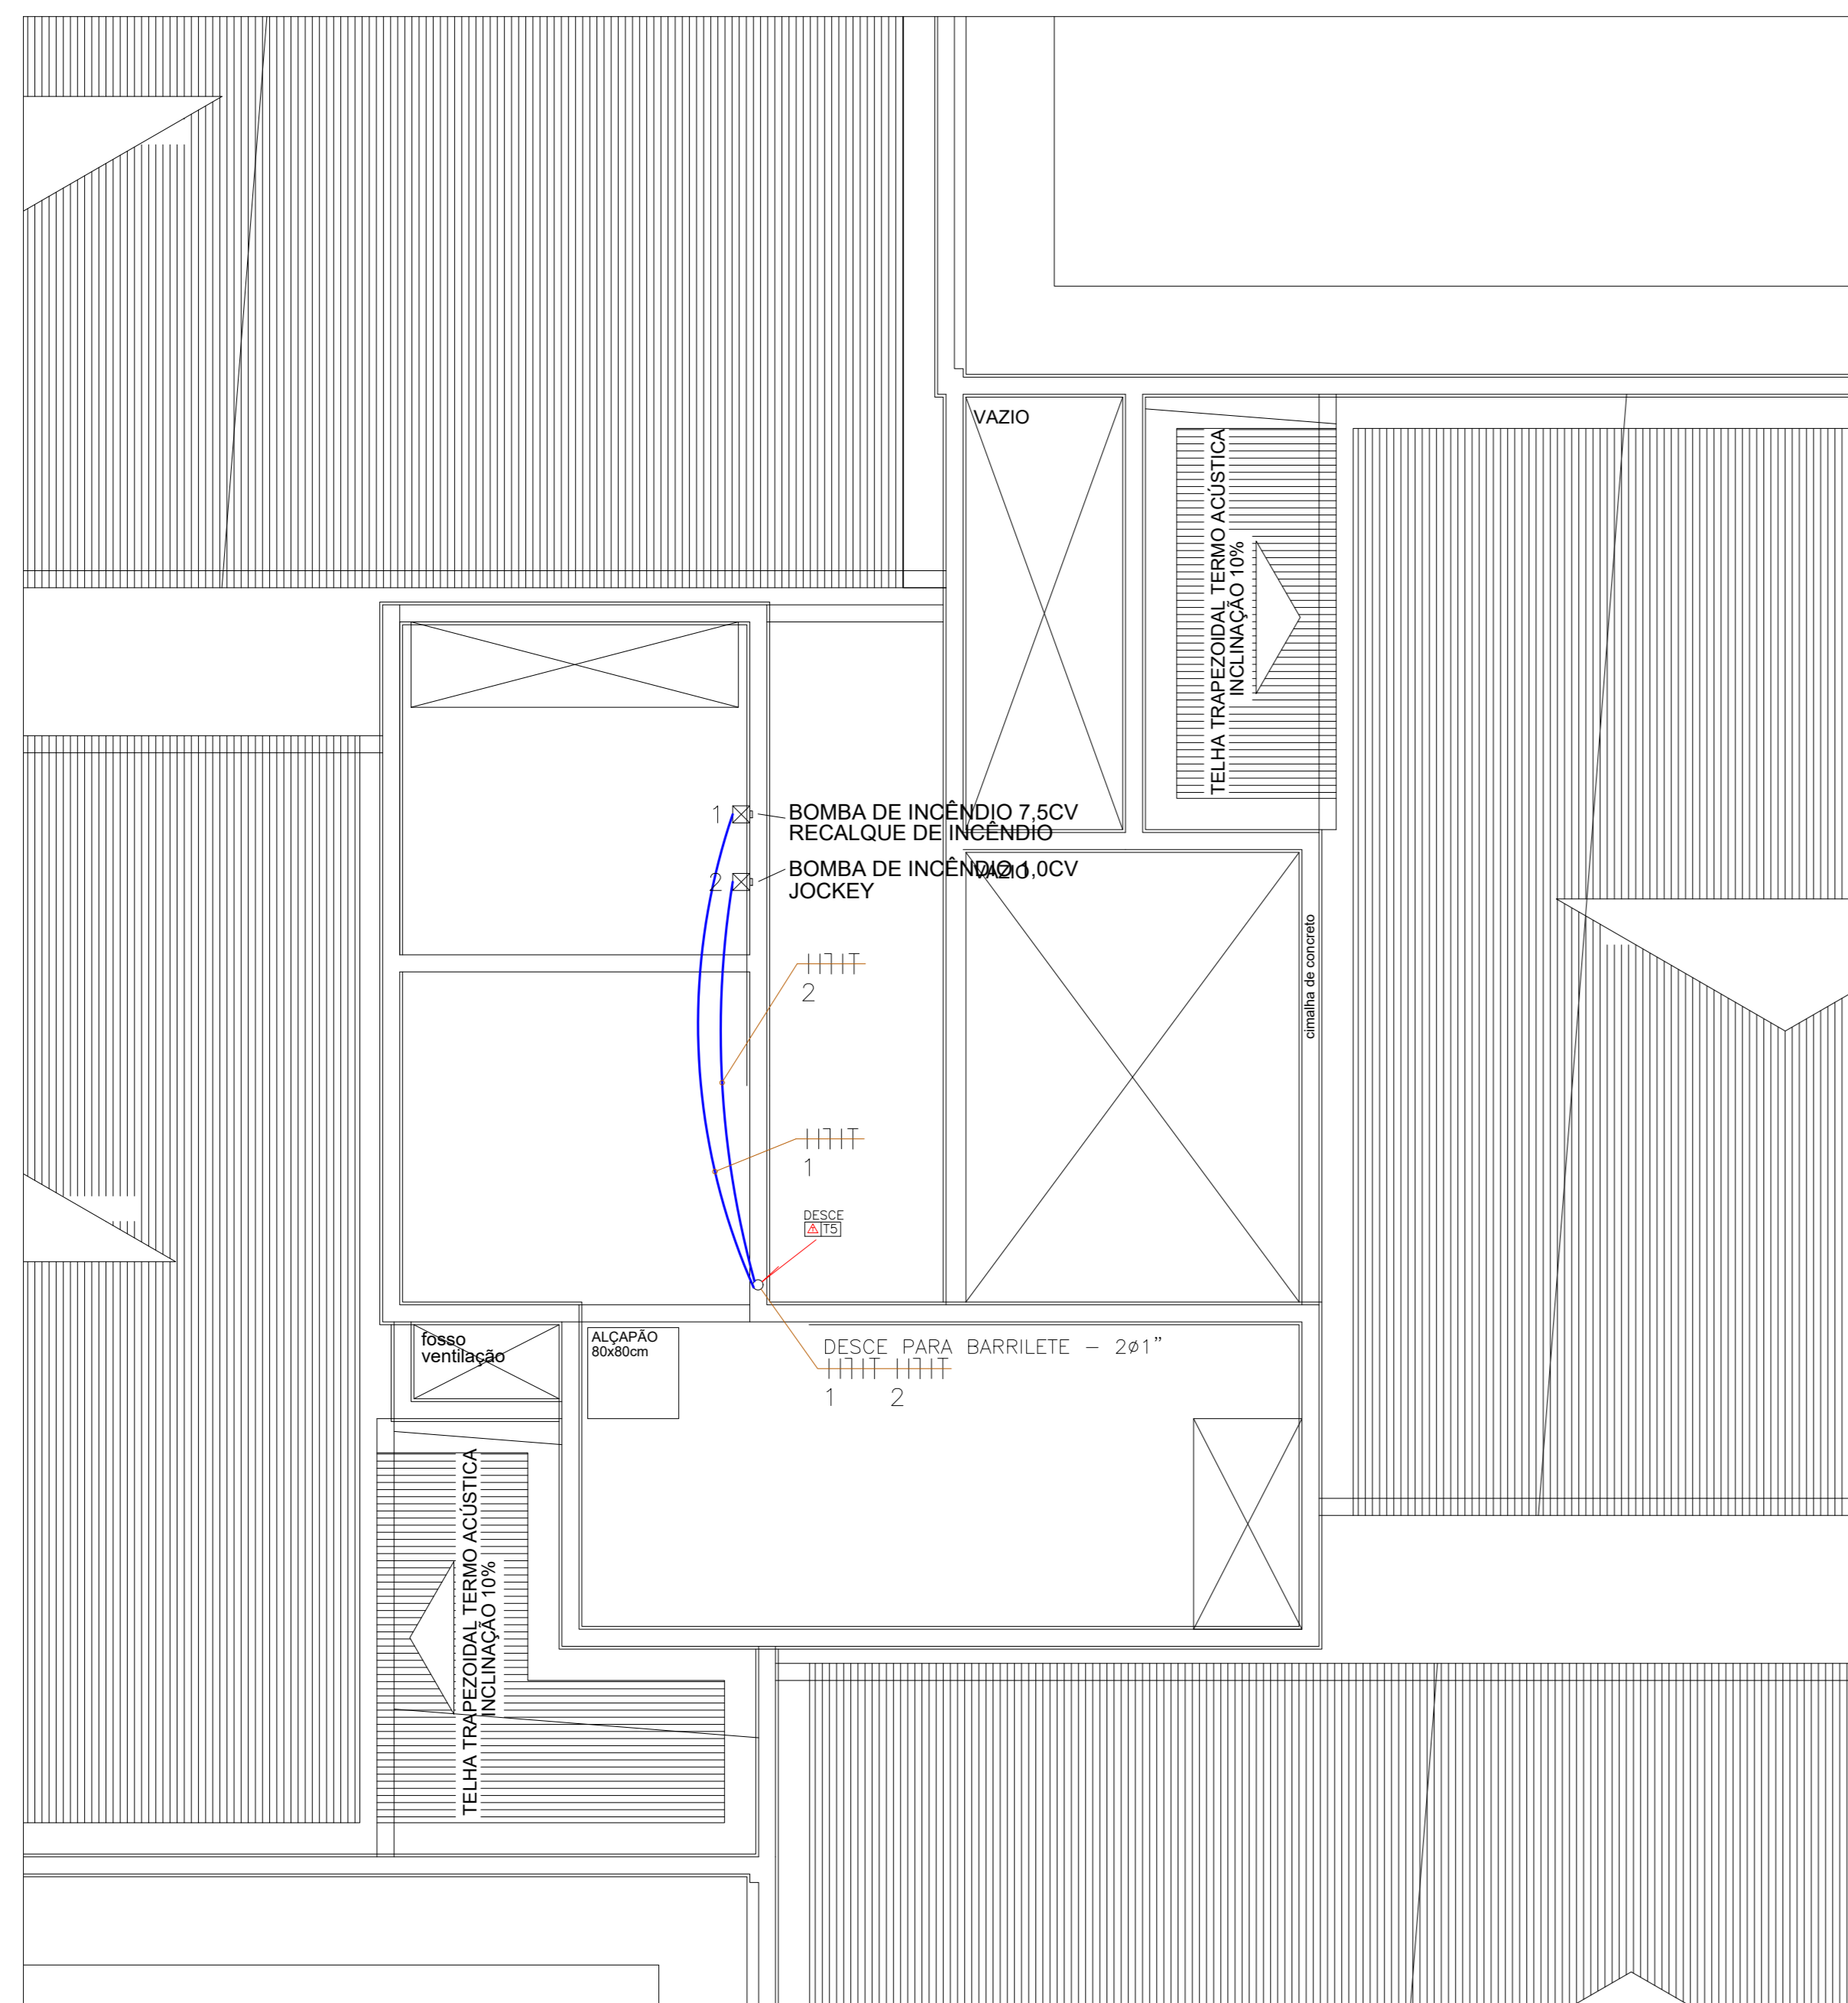 VAZIO
TELHA TRAPEZOIDAL TERMO ACÚSTICA
INCLINAÇÃO 10%
1
BOMBA DE INCÊNDIO 7,5CV
RECALQUE DE INCÊNDIO
2
BOMBA DE INCÊNDIO 1,0CV
JOCKEY
VAZIO
cimalha de concreto
2
1
DESCE
T5
fosso
ventilação
ALÇAPÃO
80x80cm
DESCE PARA BARRILETE - 2ø1"
1 2
TELHA TRAPEZOIDAL TERMO ACÚSTICA
INCLINAÇÃO 10%